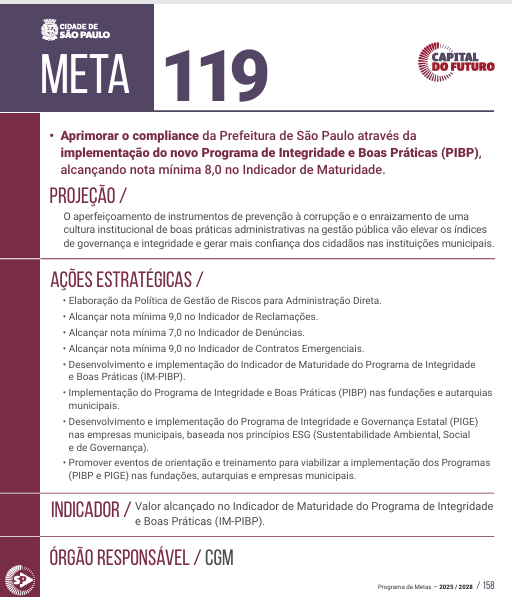 CIDADE DE
SÃO PAULO
META 119
CAPITAL
DO FUTURO
• Aprimorar o compliance da Prefeitura de São Paulo através da
implementação do novo Programa de Integridade e Boas Práticas (PIBP),
alcançando nota mínima 8,0 no Indicador de Maturidade.
PROJEÇÃO /
O aperfeiçoamento de instrumentos de prevenção à corrupção e o enraizamento de uma
cultura institucional de boas práticas administrativas na gestão pública vão elevar os índices
de governança e integridade e gerar mais confiança dos cidadãos nas instituições municipais.
AÇÕES ESTRATÉGICAS /
• Elaboração da Política de Gestão de Riscos para Administração Direta.
• Alcançar nota mínima 9,0 no Indicador de Reclamações.
• Alcançar nota mínima 7,0 no Indicador de Denúncias.
• Alcançar nota mínima 9,0 no Indicador de Contratos Emergenciais.
• Desenvolvimento e implementação do Indicador de Maturidade do Programa de Integridade
e Boas Práticas (IM-PIBP).
• Implementação do Programa de Integridade e Boas Práticas (PIBP) nas fundações e autarquias
municipais.
• Desenvolvimento e implementação do Programa de Integridade e Governança Estatal (PIGE)
nas empresas municipais, baseada nos princípios ESG (Sustentabilidade Ambiental, Social
e de Governança).
• Promover eventos de orientação e treinamento para viabilizar a implementação dos Programas
(PIBP e PIGE) nas fundações, autarquias e empresas municipais.
INDICADOR / Valor alcançado no Indicador de Maturidade do Programa de Integridade
e Boas Práticas (IM-PIBP).
ÓRGÃO RESPONSÁVEL / CGM
SP
Programa de Metas – 2025 / 2028 / 158